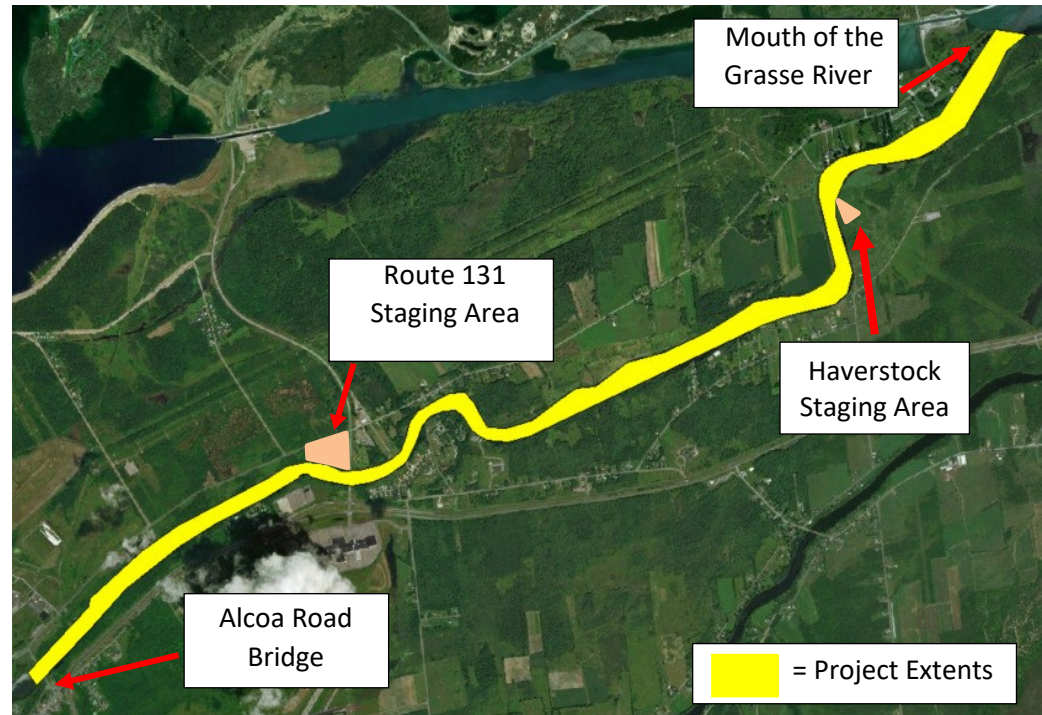 Mouth of the
Grasse River
Route 131
Staging Area
Haverstock
Staging Area
Alcoa Road
Bridge
= Project Extents